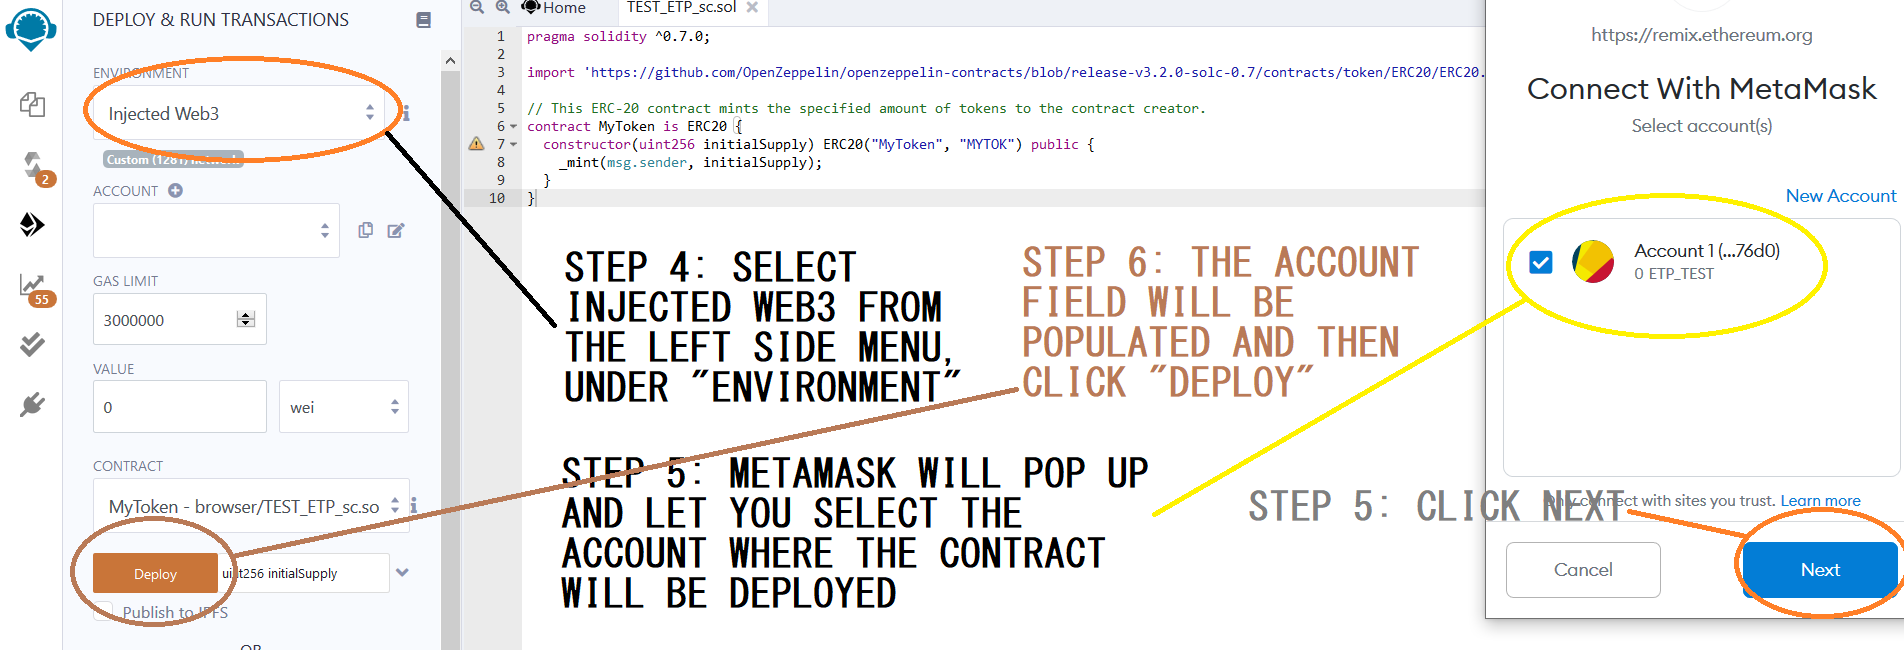 DEPLOY & RUN TRANSACTIONS
ENVIRONMENT
Injected Web3
Custom (1281) network
ACCOUNT
GAS LIMIT
3000000
VALUE
0
wei
CONTRACT
MyToken - browser/TEST_ETP_sc.so
Deploy
uint256 initialSupply
Publish to IPFS
OR
2
55
Home
TEST_ETP_sc.sol
1 pragma solidity ^0.7.0;
2
3 import 'https://github.com/OpenZeppelin/openzeppelin-contracts/blob/release-v3.2.0-solc-0.7/contracts/token/ERC20/ERC20.
4
5 // This ERC-20 contract mints the specified amount of tokens to the contract creator.
6 contract MyToken is ERC20 {
7 constructor(uint256 initialSupply) ERC20("MyToken", "MYTOK") public {
8 _mint(msg.sender, initialSupply);
9 }
10 }
STEP 4: SELECT
INJECTED WEB3 FROM
THE LEFT SIDE MENU,
UNDER "ENVIRONMENT"
STEP 6: THE ACCOUNT
FIELD WILL BE
POPULATED AND THEN
CLICK "DEPLOY"
STEP 5: METAMASK WILL POP UP
AND LET YOU SELECT THE
ACCOUNT WHERE THE CONTRACT
WILL BE DEPLOYED
STEP 5: CLICK NEXT
https://remix.ethereum.org
Connect With MetaMask
Select account(s)
New Account
Account 1 (...76d0)
0 ETP_TEST
Only connect with sites you trust. Learn more
Cancel
Next